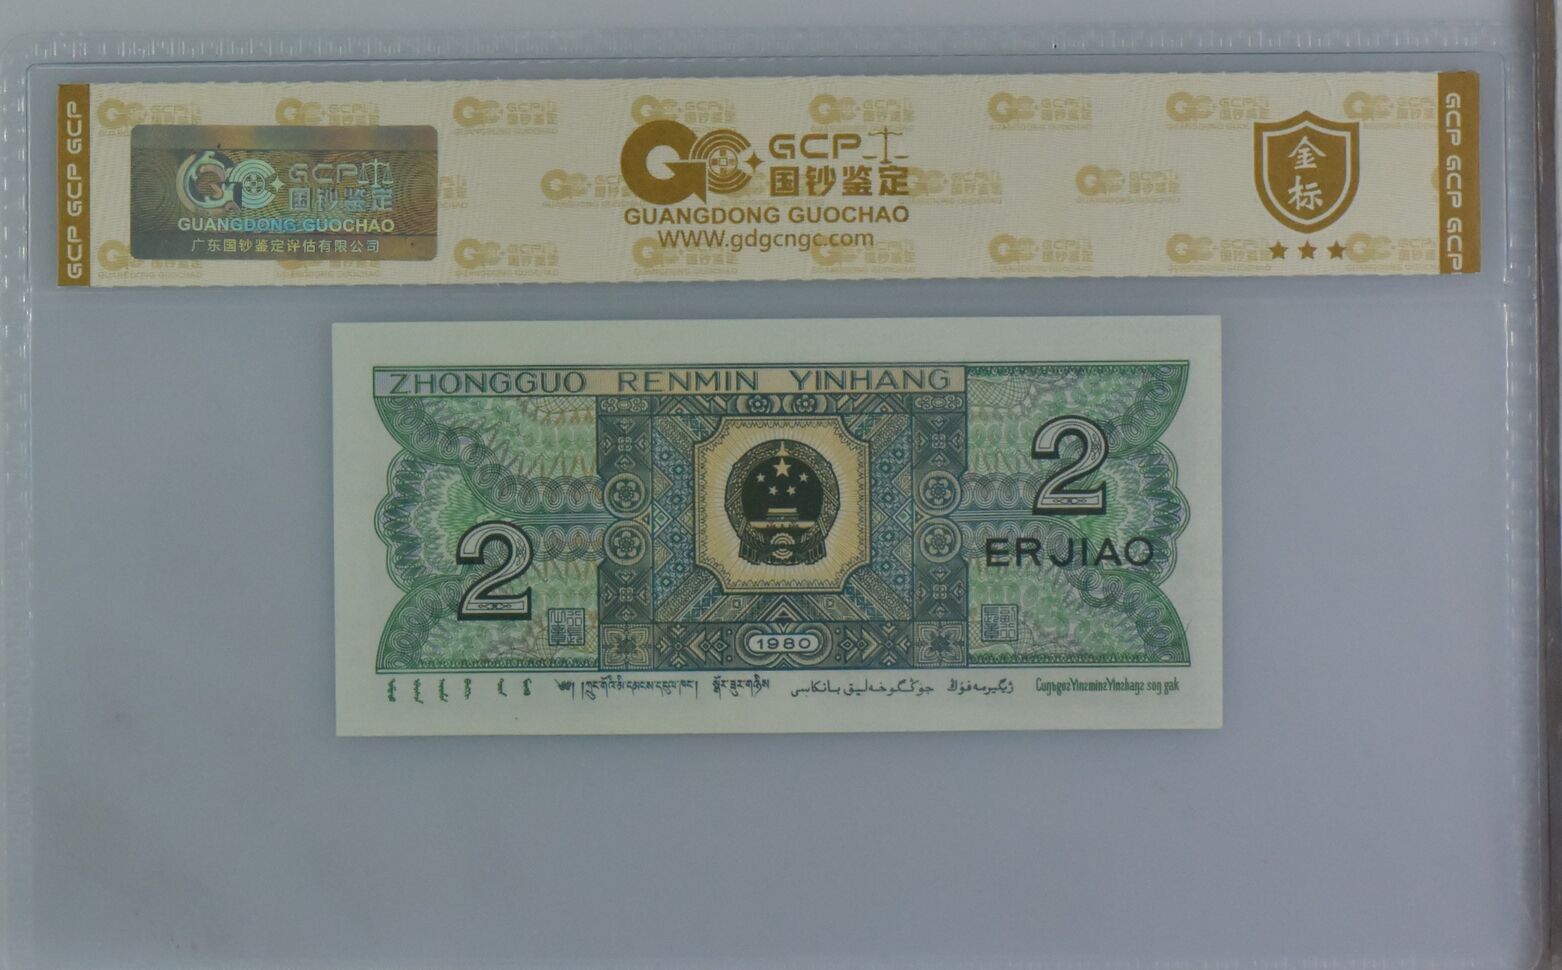 GCP GCP GCP
GCP
国钞鉴定
GUANGDONG GUOCHAO
广东国钞鉴定评估有限公司
GCP
国钞鉴定
GUANGDONG GUOCHAO
WWW.gdgcngc.com
金标
GCP GCP GCP
ZHONGGUO RENMIN YINHANG
2
ERJIAO
2
1980
جۇڭگوخەلىق بانكاسى